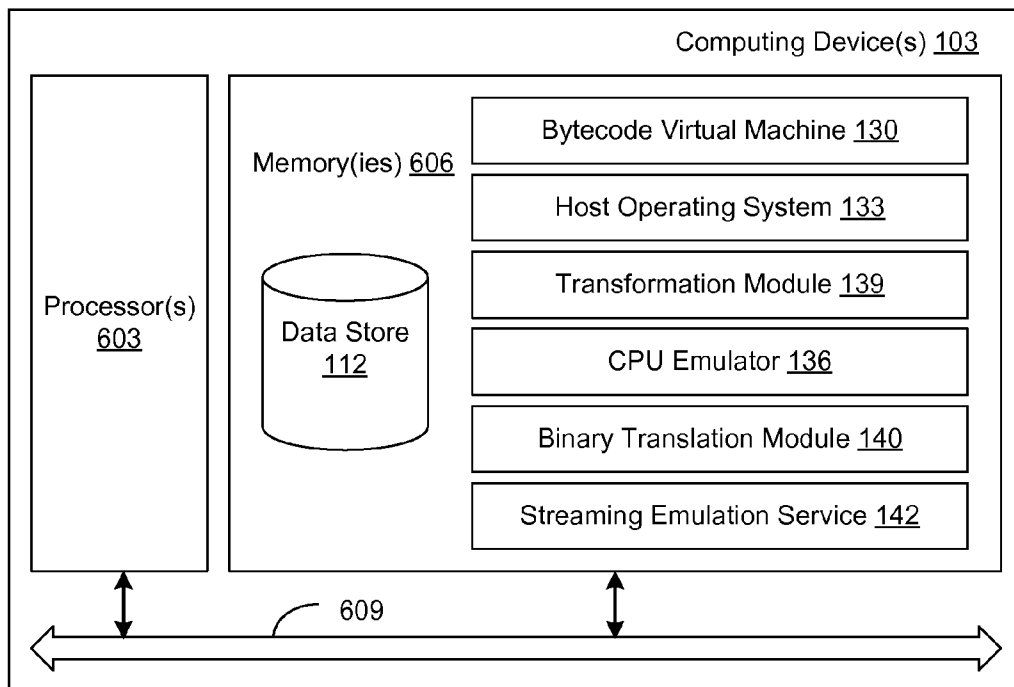 Computing Device(s) 103
Processor(s)
603
Memory(ies) 606
Data Store
112
Bytecode Virtual Machine 130
Host Operating System 133
Transformation Module 139
CPU Emulator 136
Binary Translation Module 140
Streaming Emulation Service 142
609